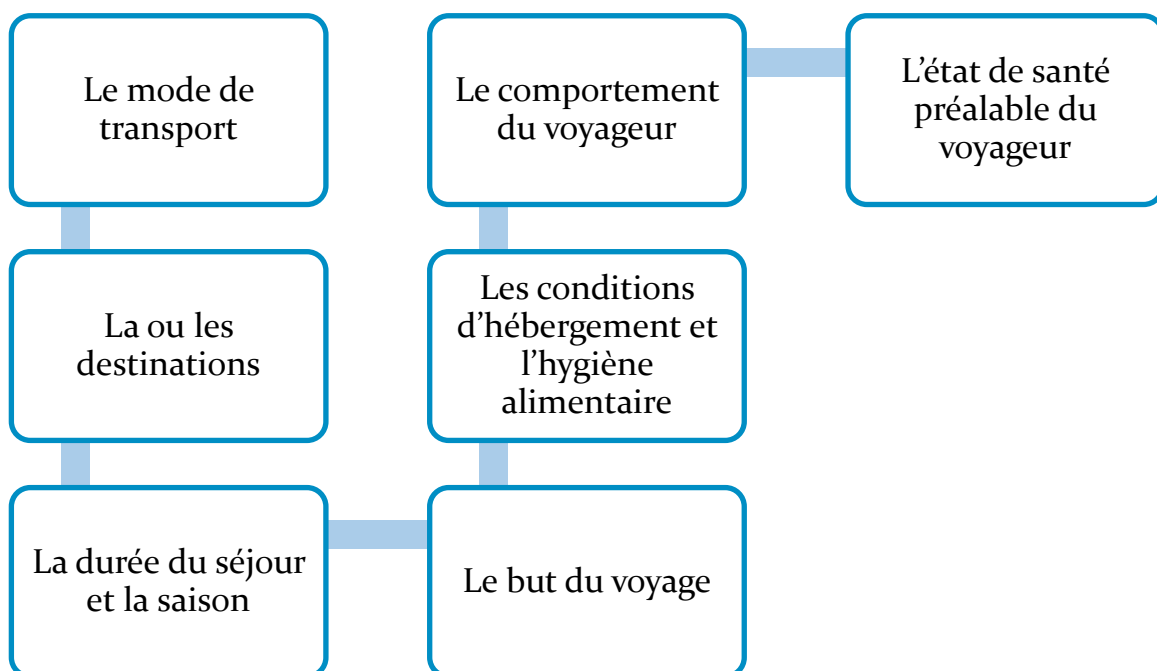 Le mode de
transport
La ou les
destinations
La durée du séjour
et la saison
Le but du voyage
Les conditions
d'hébergement et
l'hygiène
alimentaire
Le comportement
du voyageur
L'état de santé
préalable du
voyageur